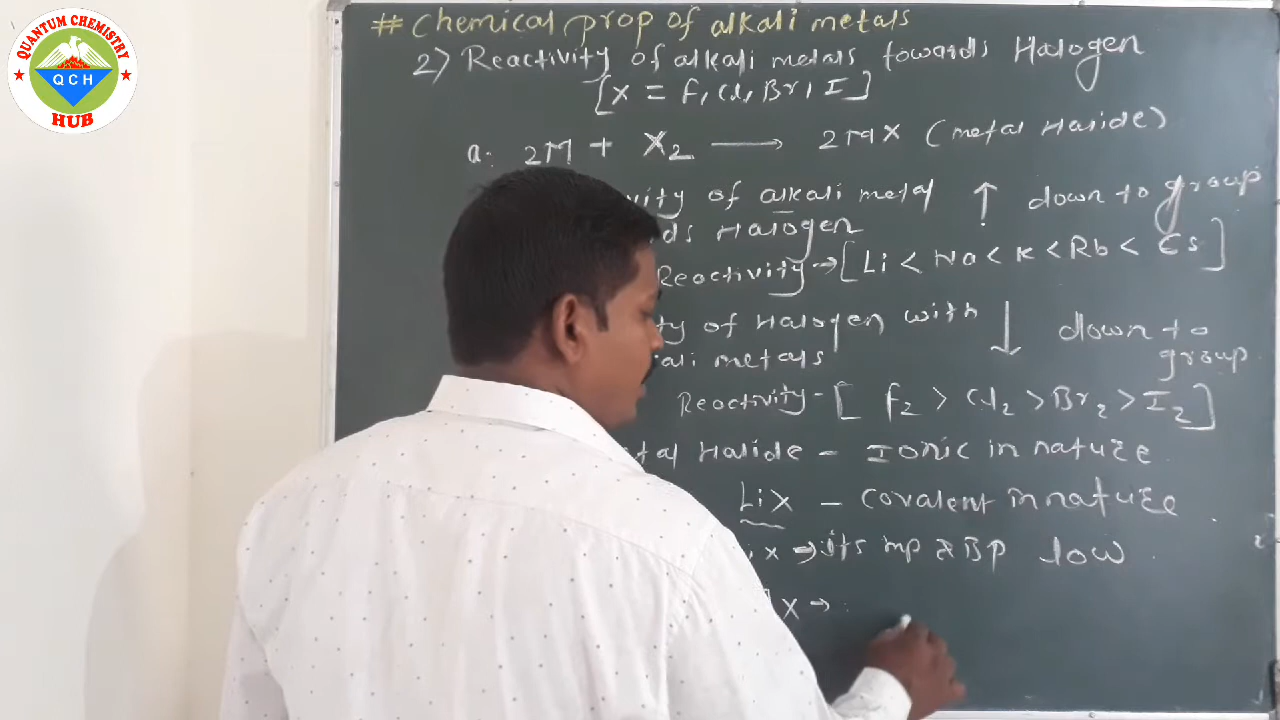 QUANTUM CHEMISTRY
QCH
HUB
# Chemical prop of alkali metals
2) Reactivity of alkali metals towards Halogen
[X = F, Cl, Br, I]
a. 2M + X2 → 2MX (metal Halide)
vity of alkali metal ↑ down to group
ds Halogen
Reactivity → [Li < Na < K < Rb < Cs]
ty of Halogen with ↓ down to
ali metals group
Reactivity - [F2 > Cl2 > Br2 > I2]
tal Halide - Ionic in nature
LiX - Covalent in nature
ix → its mp & BP low
X →